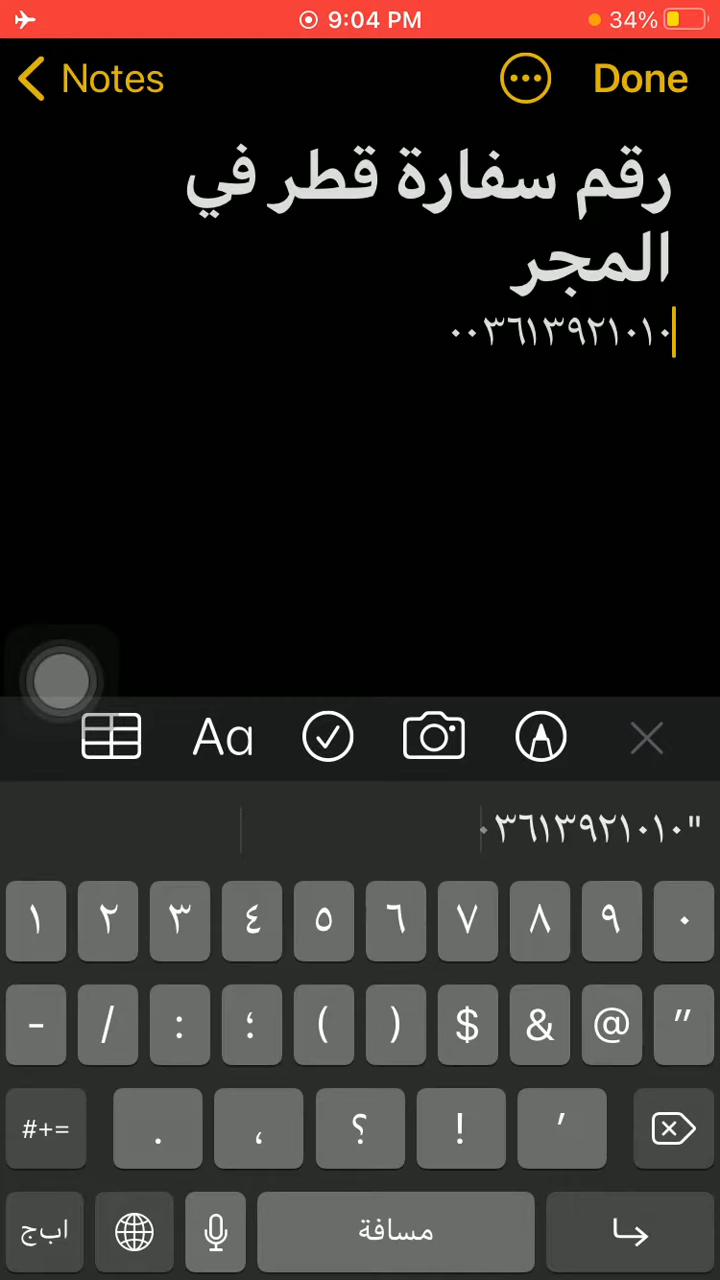 9:04 PM
34%
Notes
Done
رقم سفارة قطر في
المجر
٠٠٣٦١٣٩٢١٠١٠
Aa
٠٣٦١٣٩٢١٠١٠"
١ ٢ ٣ ٤ ٥ ٦ ٧ ٨ ٩ ٠
- / : ؛ ( ) $ & @ "
#+= . ، ؟ ! '
ا ب ج
مسافة